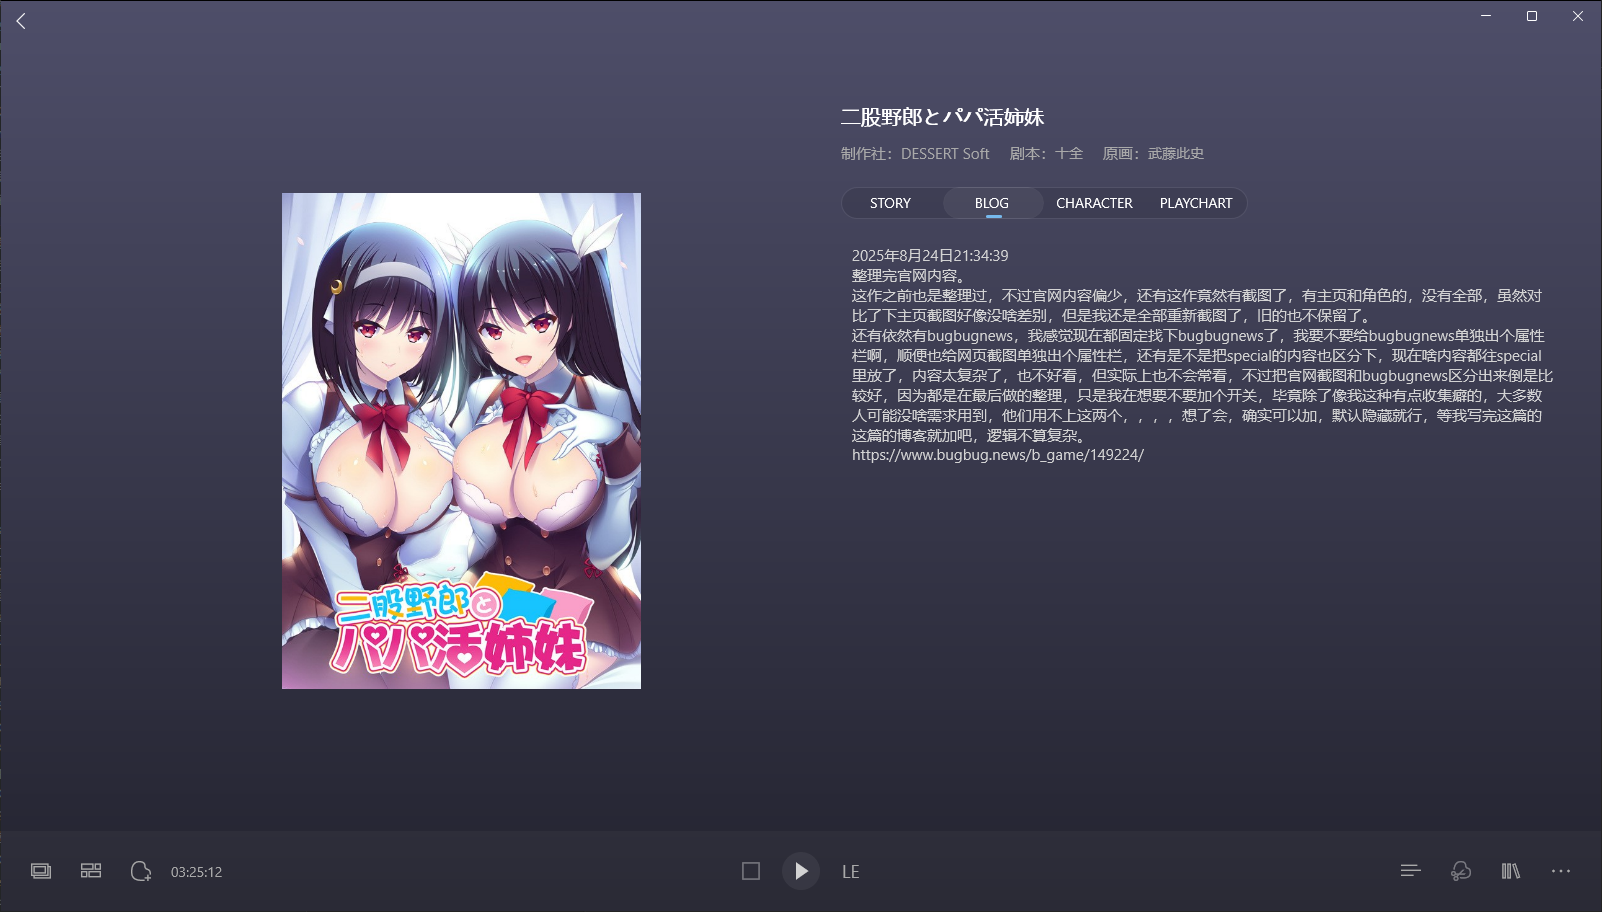 二股野郎とパパ活姉妹
制作社：DESSERT Soft 剧本：十全 原画：武藤此史
STORY BLOG CHARACTER PLAYCHART
2025年8月24日21:34:39
整理完官网内容。
这作之前也是整理过，不过官网内容偏少，还有这作竟然有截图了，有主页和角色的，没有全部，虽然对
比了下主页截图好像没啥差别，但是我还是全部重新截图了，旧的也不保留了。
还有依然有bugbugnews，我感觉现在都固定找下bugbugnews了，我要不要给bugbugnews单独出个属性
栏啊，顺便也给网页截图单独出个属性栏，还有是不是把special的内容也区分下，现在啥内容都往special
里放了，内容太复杂了，也不好看，但实际上也不会常看，不过把官网截图和bugbugnews区分出来倒是比
较好，因为都是在最后做的整理，只是我在想要不要加个开关，毕竟除了像我这种有点收集癖的，大多数
人可能没啥需求用到，他们用不上这两个，，，，想了会，确实可以加，默认隐藏就行，等我写完这篇的
这篇的博客就加吧，逻辑不算复杂。
https://www.bugbug.news/b_game/149224/
二股野郎と
パパ活姉妹
03:25:12
LE